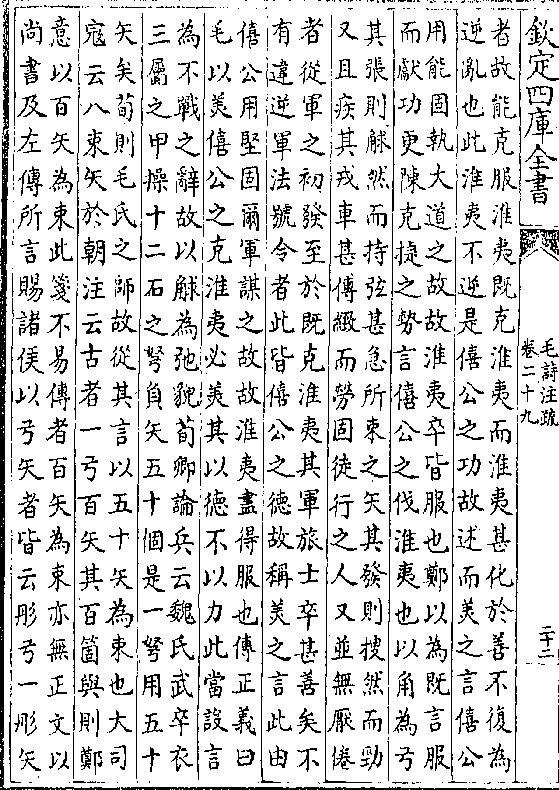 欽定四庫全書
毛詩注疏
卷二十九
二十二
者故能克服淮夷既克淮夷而淮夷甚化於善不復為
逆亂也此淮夷不逆是僖公之功故述而美之言僖公
用能固執大道之故故淮夷卒皆服也鄭以為既言服
而獻功更陳克捷之勢言僖公之伐淮夷也以角為弓
其張則觩然而持弦甚急所束之矢其發則搜然而勁
又且疾其戎車甚傅緻而勞固徒行之人又並無厭倦
者從軍之初發至於既克淮夷其軍旅士卒甚善矣不
有違逆軍法號令者此皆僖公之德故稱美之言此由
僖公用堅固爾軍謀之故故淮夷盡得服也傳正義曰
毛以美僖公之克淮夷必美其以德不以力此當設言
為不戰之辭故以觩為弛貌荀卿論兵云魏氏武卒衣
三屬之甲操十二石之弩負矢五十個是一弩用五十
矢矣荀則毛氏之師故從其言以五十矢為束也大司
寇云入束矢於朝注云古者一弓百矢其百箇與則鄭
意以百矢為束此箋不易傳者百矢為束亦無正文以
尚書及左傳所言賜諸侯以弓矢者皆云彤弓一彤矢